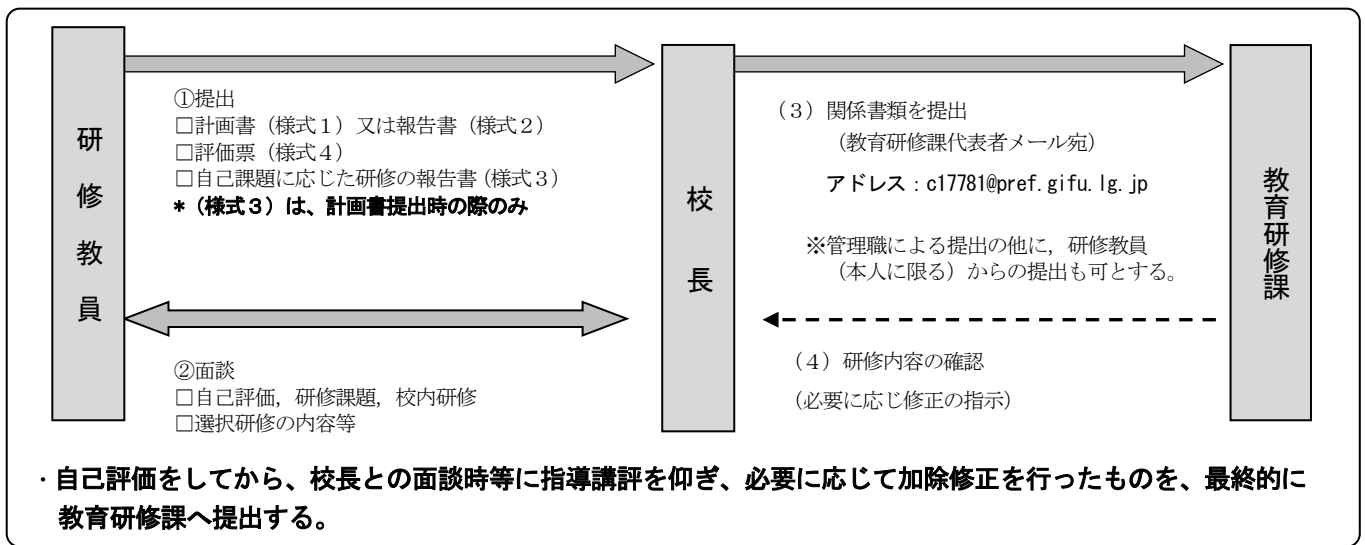 研修教員
①提出
□計画書（様式１）又は報告書（様式２）
□評価票（様式４）
□自己課題に応じた研修の報告書（様式３）
*（様式３）は、計画書提出時の際のみ
②面談
□自己評価，研修課題，校内研修
□選択研修の内容等
校長
（３）関係書類を提出
（教育研修課代表者メール宛）
アドレス：c17781@pref.gifu.lg.jp
※管理職による提出の他に，研修教員
（本人に限る）からの提出も可とする。
（４）研修内容の確認
(必要に応じ修正の指示)
教育研修課
・自己評価をしてから、校長との面談時等に指導講評を仰ぎ、必要に応じて加除修正を行ったものを、最終的に
教育研修課へ提出する。